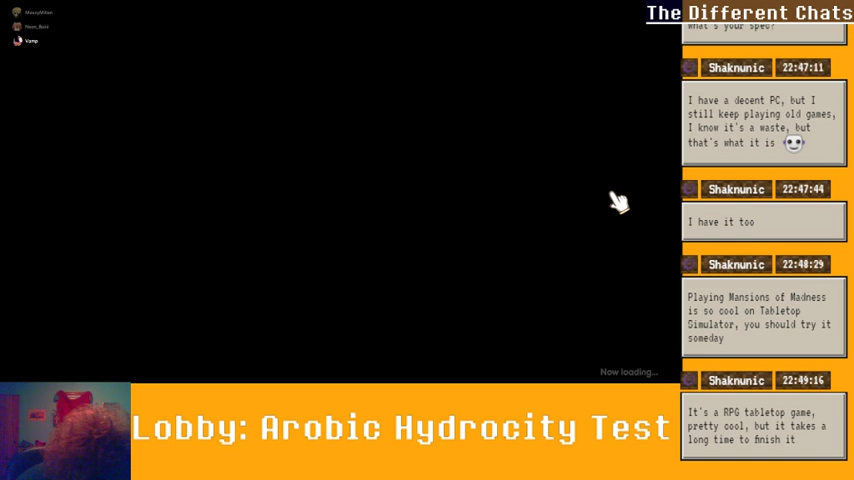 MossyMillan
Neon_Bolt
Vamp
Now loading...
Lobby: Arobic Hydrocity Test
The Different Chats
what's your spec?
Shaknunic 22:47:11
I have a decent PC, but I
still keep playing old games,
I know it's a waste, but
that's what it is
Shaknunic 22:47:44
I have it too
Shaknunic 22:48:29
Playing Mansions of Madness
is so cool on Tabletop
Simulator, you should try it
someday
Shaknunic 22:49:16
It's a RPG tabletop game,
pretty cool, but it takes a
long time to finish it